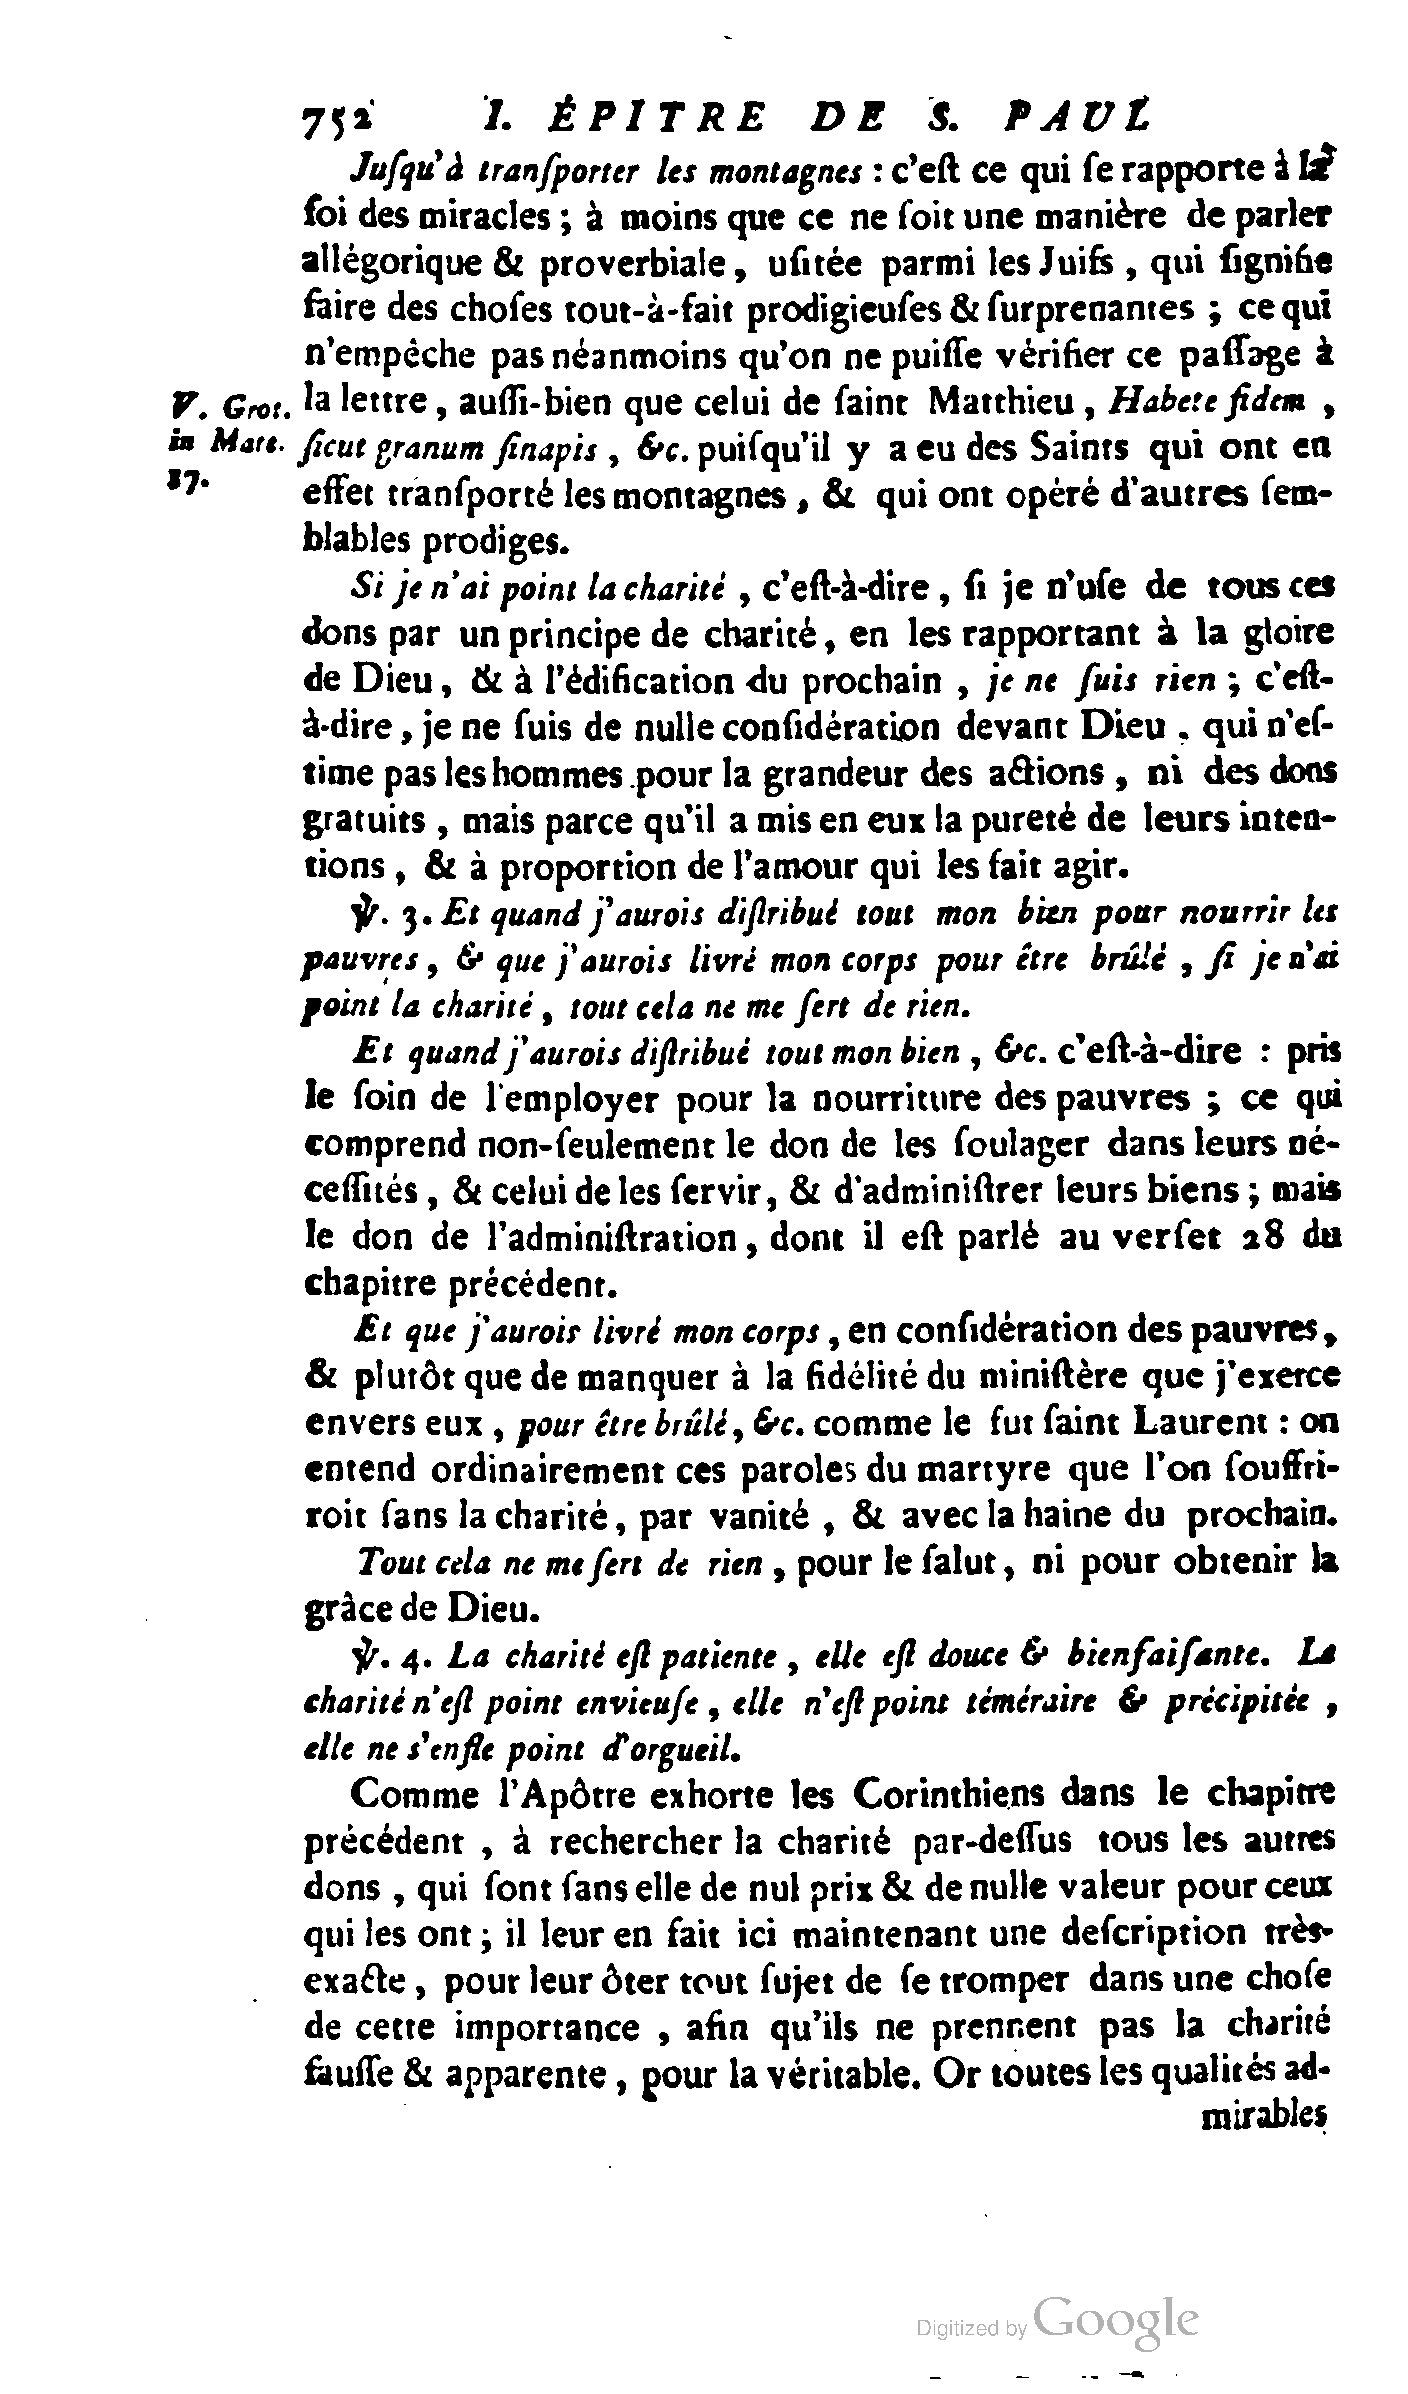 752 I. ÉPITRE DE S. PAUL
Juſqu'à tranſporter les montagnes : c'eſt ce qui ſe rapporte à la
foi des miracles ; à moins que ce ne ſoit une manière de parler
allégorique & proverbiale, uſitée parmi les Juifs, qui ſignifie
faire des choſes tout-à-fait prodigieuſes & ſurprenantes ; ce qui
n'empêche pas néanmoins qu'on ne puiſſe vérifier ce paſſage à
V. Grot. la lettre, auſſi-bien que celui de ſaint Matthieu, Habete fidem,
in Matt. ſicut granum ſinapis, &c. puiſqu'il y a eu des Saints qui ont en
17. effet tranſporté les montagnes, & qui ont opéré d'autres ſem-
blables prodiges.
Si je n'ai point la charité, c'eſt-à-dire, ſi je n'uſe de tous ces
dons par un principe de charité, en les rapportant à la gloire
de Dieu, & à l'édification du prochain, je ne ſuis rien ; c'eſt-
à-dire, je ne ſuis de nulle conſidération devant Dieu, qui n'eſ-
time pas les hommes pour la grandeur des actions, ni des dons
gratuits, mais parce qu'il a mis en eux la pureté de leurs inten-
tions, & à proportion de l'amour qui les fait agir.
℣. 3. Et quand j'aurois diſtribué tout mon bien pour nourrir les
pauvres, & que j'aurois livré mon corps pour être brûlé, ſi je n'ai
point la charité, tout cela ne me ſert de rien.
Et quand j'aurois diſtribué tout mon bien, &c. c'eſt-à-dire : pris
le ſoin de l'employer pour la nourriture des pauvres ; ce qui
comprend non-ſeulement le don de les ſoulager dans leurs né-
ceſſités, & celui de les ſervir, & d'adminiſtrer leurs biens ; mais
le don de l'adminiſtration, dont il eſt parlé au verſet 28 du
chapitre précédent.
Et que j'aurois livré mon corps, en conſidération des pauvres,
& plutôt que de manquer à la fidélité du miniſtère que j'exerce
envers eux, pour être brûlé, &c. comme le fut ſaint Laurent : on
entend ordinairement ces paroles du martyre que l'on ſouffri-
roit ſans la charité, par vanité, & avec la haine du prochain.
Tout cela ne me ſert de rien, pour le ſalut, ni pour obtenir la
grâce de Dieu.
℣. 4. La charité eſt patiente, elle eſt douce & bienfaiſante. La
charité n'eſt point envieuſe, elle n'eſt point téméraire & précipitée,
elle ne s'enfle point d'orgueil.
Comme l'Apôtre exhorte les Corinthiens dans le chapitre
précédent, à rechercher la charité par-deſſus tous les autres
dons, qui ſont ſans elle de nul prix & de nulle valeur pour ceux
qui les ont ; il leur en fait ici maintenant une deſcription très-
exacte, pour leur ôter tout ſujet de ſe tromper dans une choſe
de cette importance, afin qu'ils ne prennent pas la charité
fauſſe & apparente, pour la véritable. Or toutes les qualités ad-
mirables
Digitized by Google